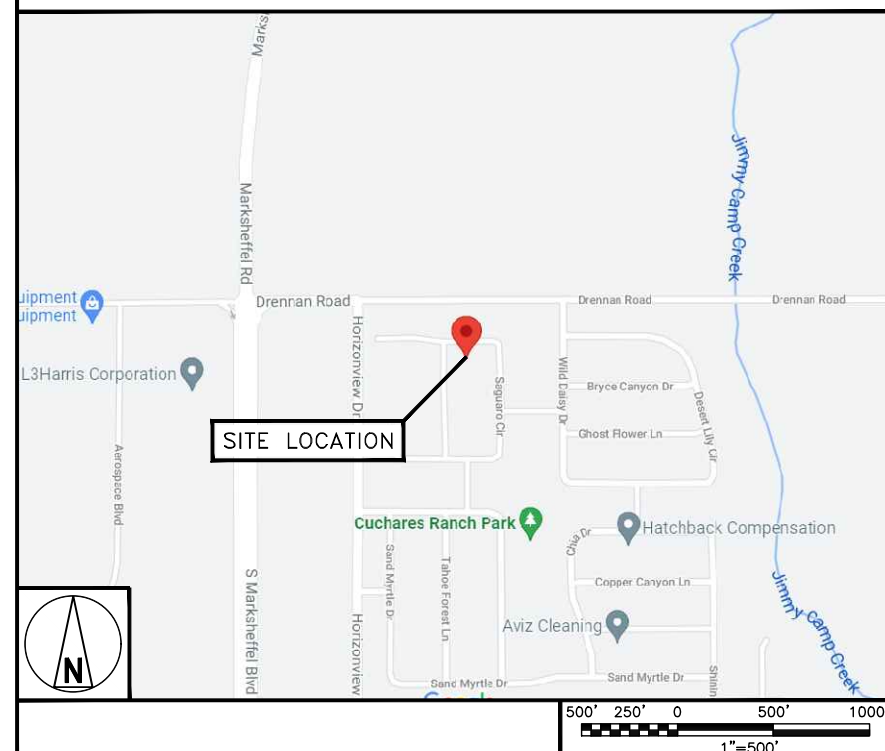 Marks
Marksheffel Rd
Jimmy Camp Creek
uipment
uipment
Drennan Road
Drennan Road
Drennan Road
L3Harris Corporation
Horizonview Dr
Saguaro Cir
Wild Daisy Dr
Bryce Canyon Dr
Desert Lily Cir
SITE LOCATION
Ghost Flower Ln
Aerospace Blvd
Cuchares Ranch Park
Chia Dr
Hatchback Compensation
Sand Myrtle Dr
Tahoe Forest Ln
Copper Canyon Ln
S Marksheffel Blvd
Jimmy Camp Creek
Horizonview
Aviz Cleaning
Sand Myrtle Dr
Sand Myrtle Dr
Shinin
N
500' 250' 0 500' 1000
1"=500'